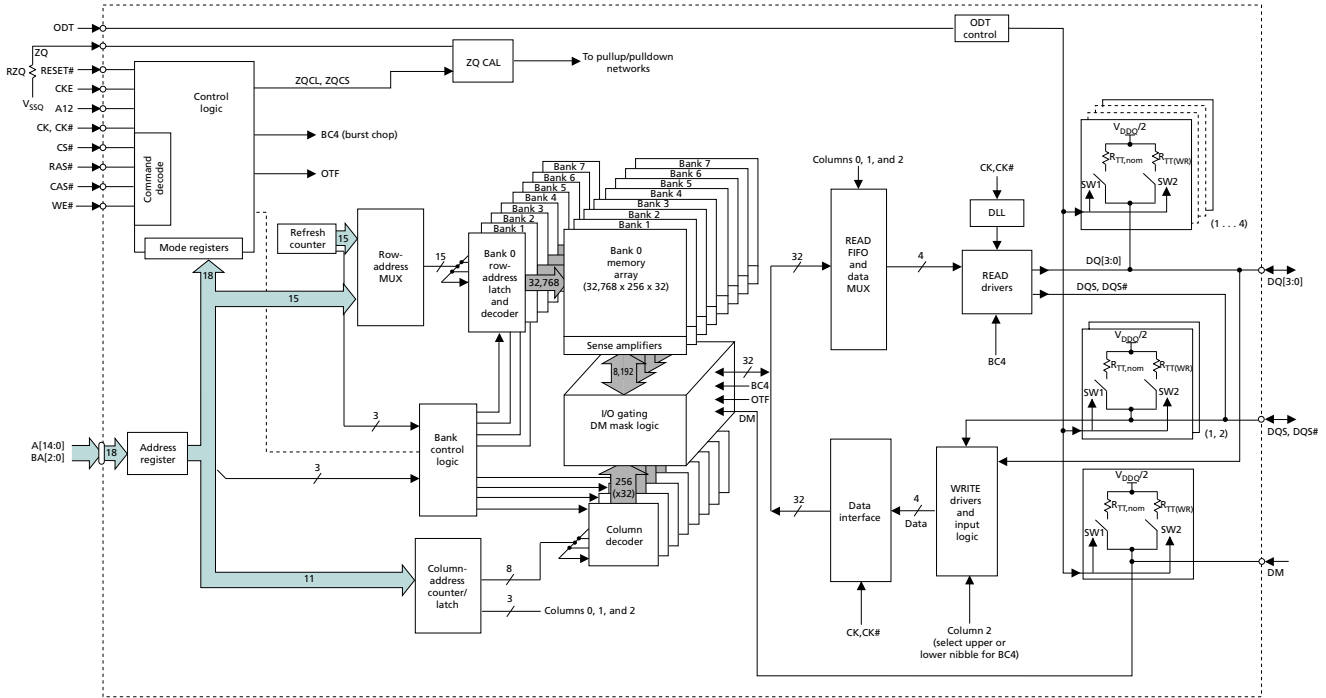 ODT
ODT
control
ZQ
RZQ
RESET#
ZQ CAL
To pullup/pulldown
networks
CKE
ZQCL, ZQCS
Control
logic
VSSQ
A12
CK, CK#
BC4 (burst chop)
CS#
RAS#
OTF
CAS#
WE#
Command
decode
Mode registers
Refresh
counter
15
Row-
address
MUX
15
Bank 7
Bank 6
Bank 5
Bank 4
Bank 3
Bank 2
Bank 1
Bank 0
row-
address
latch
and
decoder
32,768
Bank 7
Bank 6
Bank 5
Bank 4
Bank 3
Bank 2
Bank 1
Bank 0
memory
array
(32,768 x 256 x 32)
Sense amplifiers
8,192
18
15
3
3
Bank
control
logic
A[14:0]
BA[2:0]
18
Address
register
11
Column-
address
counter/
latch
8
3
Columns 0, 1, and 2
I/O gating
DM mask logic
256
(x32)
Column
decoder
32
BC4
OTF
DM
Columns 0, 1, and 2
32
READ
FIFO
and
data
MUX
4
CK,CK#
DLL
READ
drivers
BC4
DQ[3:0]
DQS, DQS#
VDDQ/2
RTT,nom
RTT(WR)
SW1
SW2
(1 . . . 4)
DQ[3:0]
VDDQ/2
RTT,nom
RTT(WR)
SW1
SW2
(1, 2)
DQS, DQS#
32
Data
interface
CK,CK#
4
Data
WRITE
drivers
and
input
logic
Column 2
(select upper or
lower nibble for BC4)
VDDQ/2
RTT,nom
RTT(WR)
SW1
SW2
DM